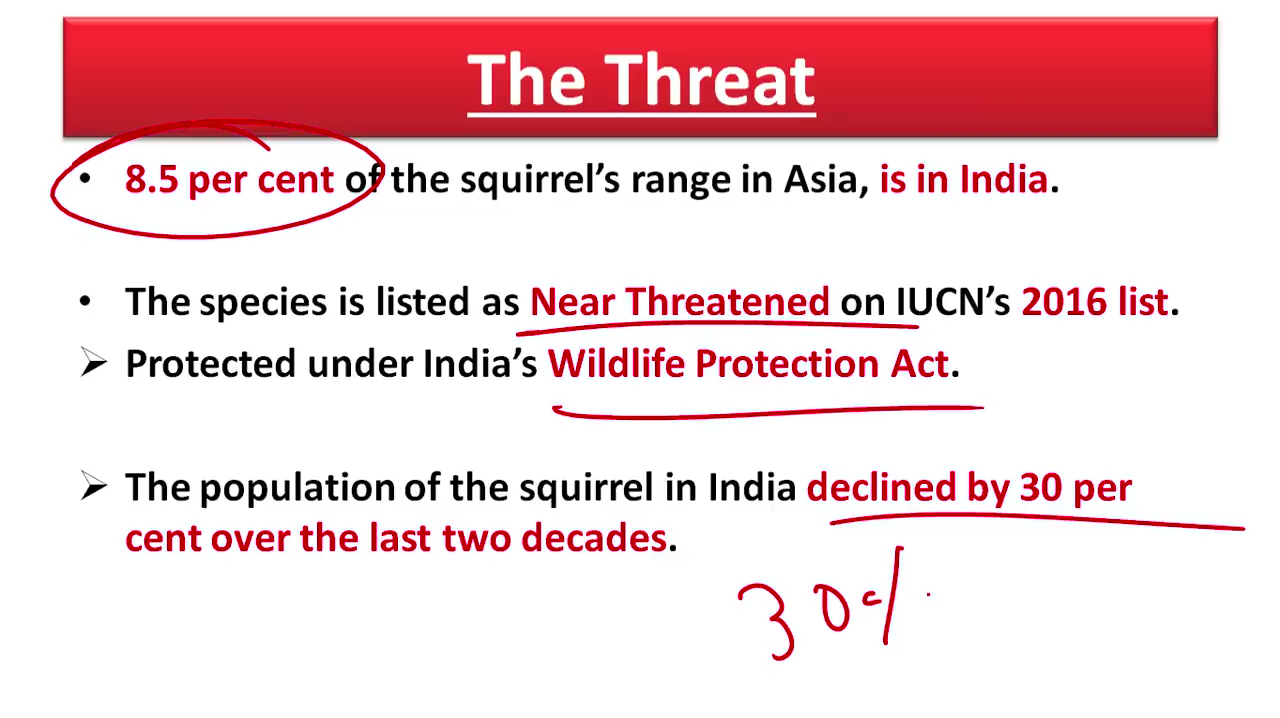 The Threat
• 8.5 per cent of the squirrel’s range in Asia, is in India.
• The species is listed as Near Threatened on IUCN’s 2016 list.
➢ Protected under India’s Wildlife Protection Act.
➢ The population of the squirrel in India declined by 30 per
cent over the last two decades.
30%